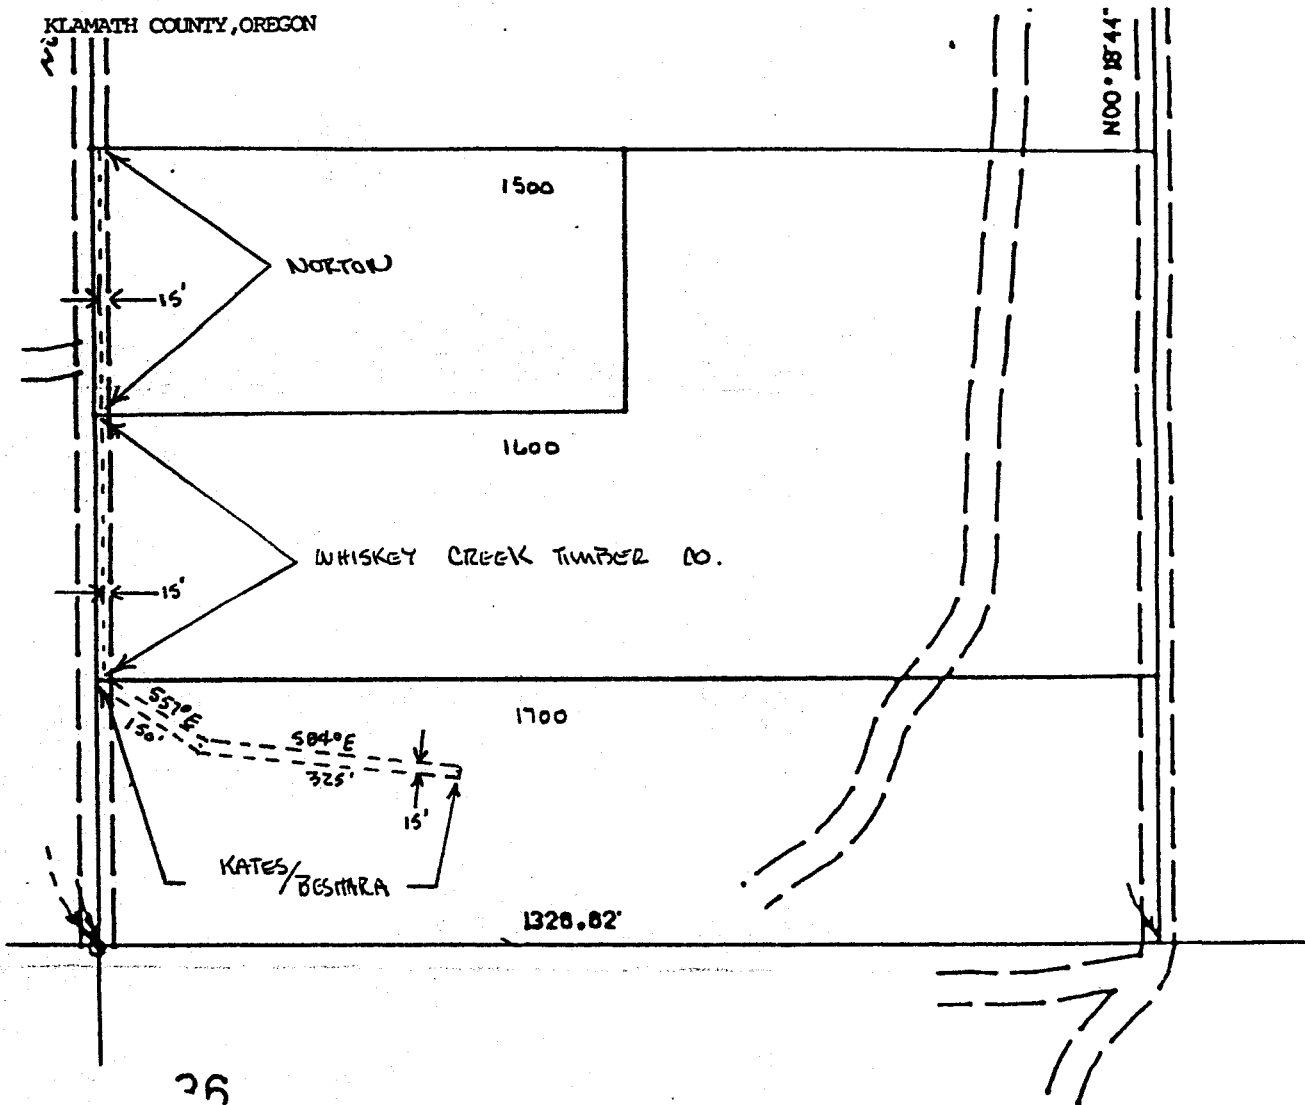 KLAMATH COUNTY, OREGON
N00°18'44"
1500
NORTON
15'
1600
WHISKEY CREEK TIMBER CO.
15'
S57°E
150'
1700
S84°E
325'
15'
KATES/BESHARA
1328.82'
36